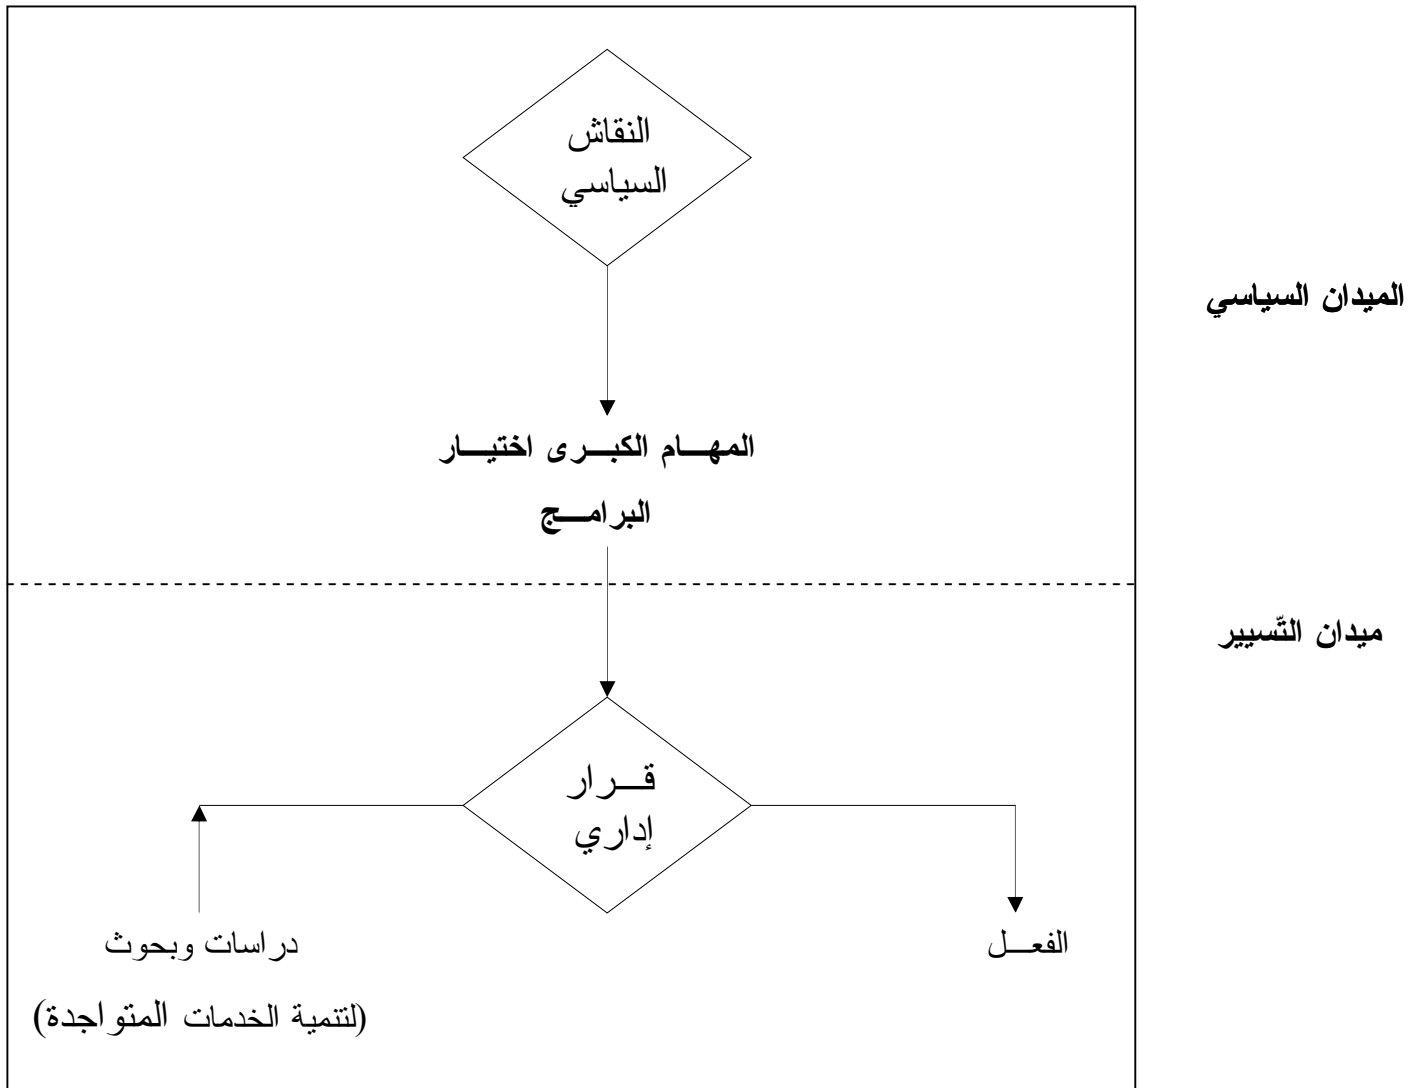 النقاش
السياسي
الميدان السياسي
المهـــام الكبـــرى اختيـــار
البرامـــج
ميدان التّسيير
قـــرار
إداري
الفعـــل
دراسات وبحوث
(لتنمية الخدمات المتواجدة)